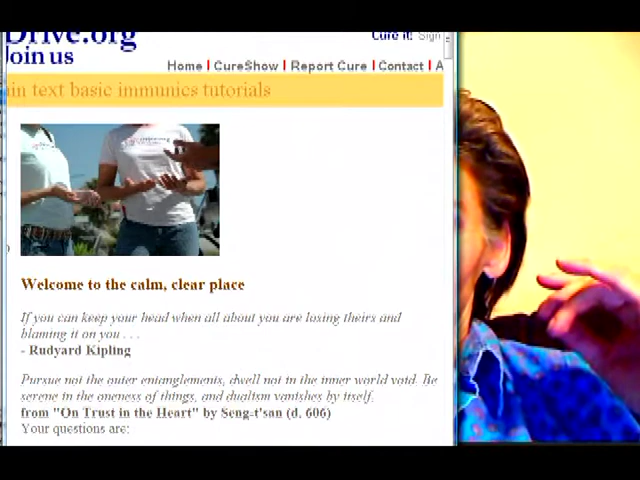 Drive.org
Join us
Cure it! Sign
Home | CureShow | Report Cure | Contact | A
in text basic immunics tutorials
Welcome to the calm, clear place
If you can keep your head when all about you are losing theirs and
blaming it on you . . .
- Rudyard Kipling
Pursue not the outer entanglements, dwell not in the inner world void. Be
serene in the oneness of things, and dualism vanishes by itself.
from "On Trust in the Heart" by Seng-t'san (d, 606)
Your questions are: